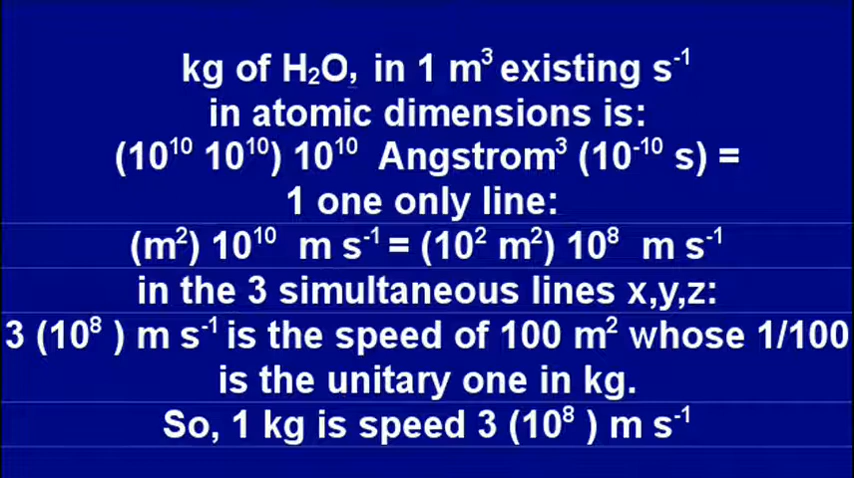 kg of H₂O, in 1 m³ existing s⁻¹
in atomic dimensions is:
(10¹⁰ 10¹⁰) 10¹⁰ Angstrom³ (10⁻¹⁰ s) =
1 one only line:
(m²) 10¹⁰ m s⁻¹ = (10² m²) 10⁸ m s⁻¹
in the 3 simultaneous lines x,y,z:
3 (10⁸ ) m s⁻¹ is the speed of 100 m² whose 1/100
is the unitary one in kg.
So, 1 kg is speed 3 (10⁸ ) m s⁻¹